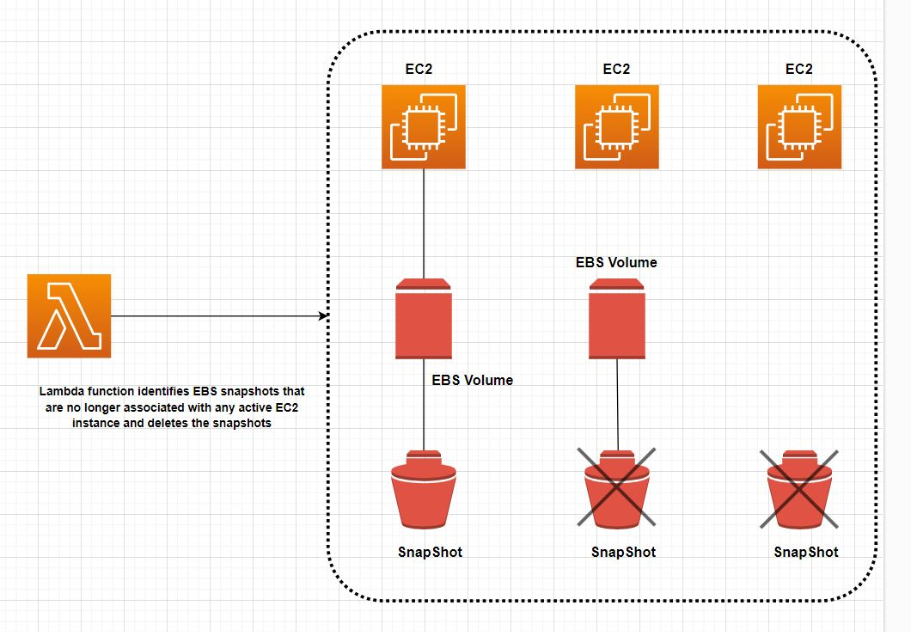 EC2
EC2
EC2
EBS Volume
EBS Volume
Lambda function identifies EBS snapshots that
are no longer associated with any active EC2
instance and deletes the snapshots
SnapShot
SnapShot
SnapShot